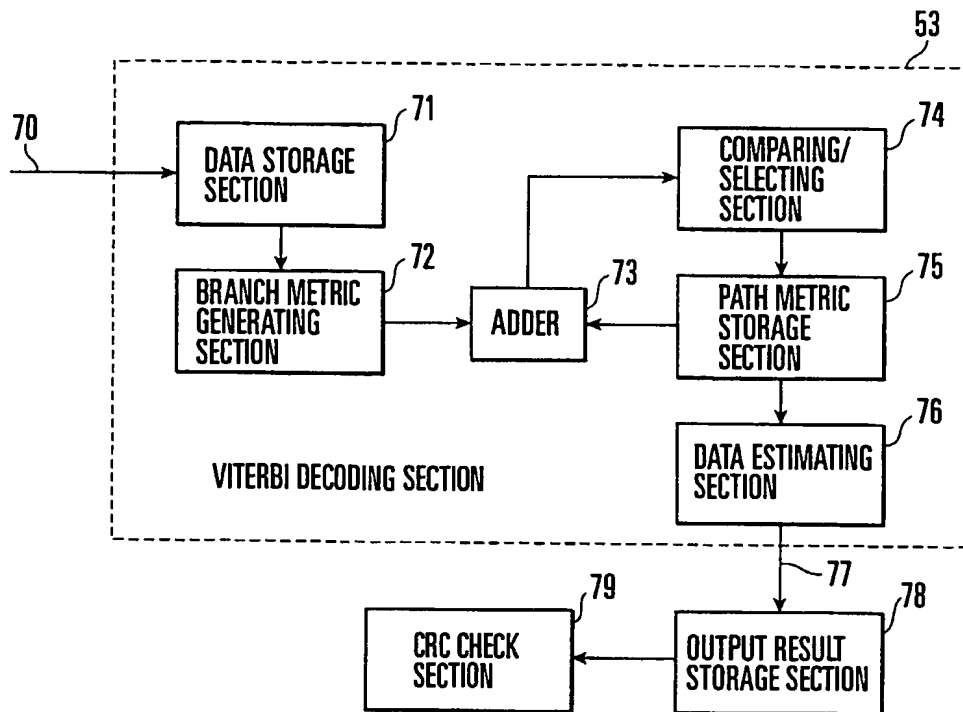 53
70
71
DATA STORAGE
SECTION
74
COMPARING/
SELECTING
SECTION
72
BRANCH METRIC
GENERATING
SECTION
73
ADDER
75
PATH METRIC
STORAGE
SECTION
76
DATA ESTIMATING
SECTION
VITERBI DECODING SECTION
77
79
CRC CHECK
SECTION
78
OUTPUT RESULT
STORAGE SECTION